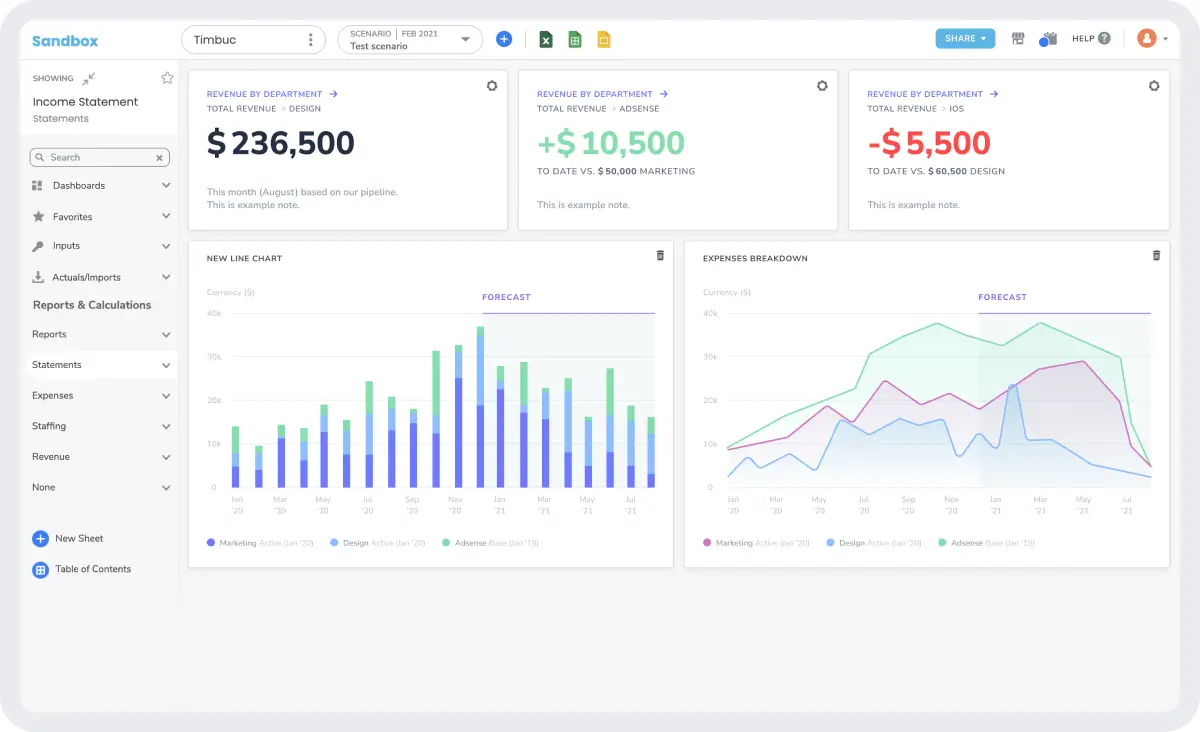 Sandbox
Timbuc
SCENARIO | FEB 2021
Test scenario
SHARE
HELP ?
SHOWING
Income Statement
Statements
Search
Dashboards
Favorites
Inputs
Actuals/Imports
Reports & Calculations
Reports
Statements
Expenses
Staffing
Revenue
None
New Sheet
Table of Contents
REVENUE BY DEPARTMENT →
TOTAL REVENUE > DESIGN
$236,500
This month (August) based on our pipeline.
This is example note.
REVENUE BY DEPARTMENT →
TOTAL REVENUE > ADSENSE
+$10,500
TO DATE VS. $50,000 MARKETING
This is example note.
REVENUE BY DEPARTMENT →
TOTAL REVENUE > IOS
-$5,500
TO DATE VS. $60,500 DESIGN
This is example note.
NEW LINE CHART
Currency ($)
FORECAST
40k
30k
20k
10k
0
Jan Mar May Jul Sep Nov Jan Mar May Jul
'20 '20 '20 '20 '20 '20 '21 '21 '21 '21
Marketing Active (Jan '20) Design Active (Jan '20) Adsense Base (Jan '19)
EXPENSES BREAKDOWN
Currency ($)
FORECAST
40k
30k
20k
10k
0
Jan Mar May Jul Sep Nov Jan Mar May Jul
'20 '20 '20 '20 '20 '20 '21 '21 '21 '21
Marketing Active (Jan '20) Design Active (Jan '20) Adsense Base (Jan '19)